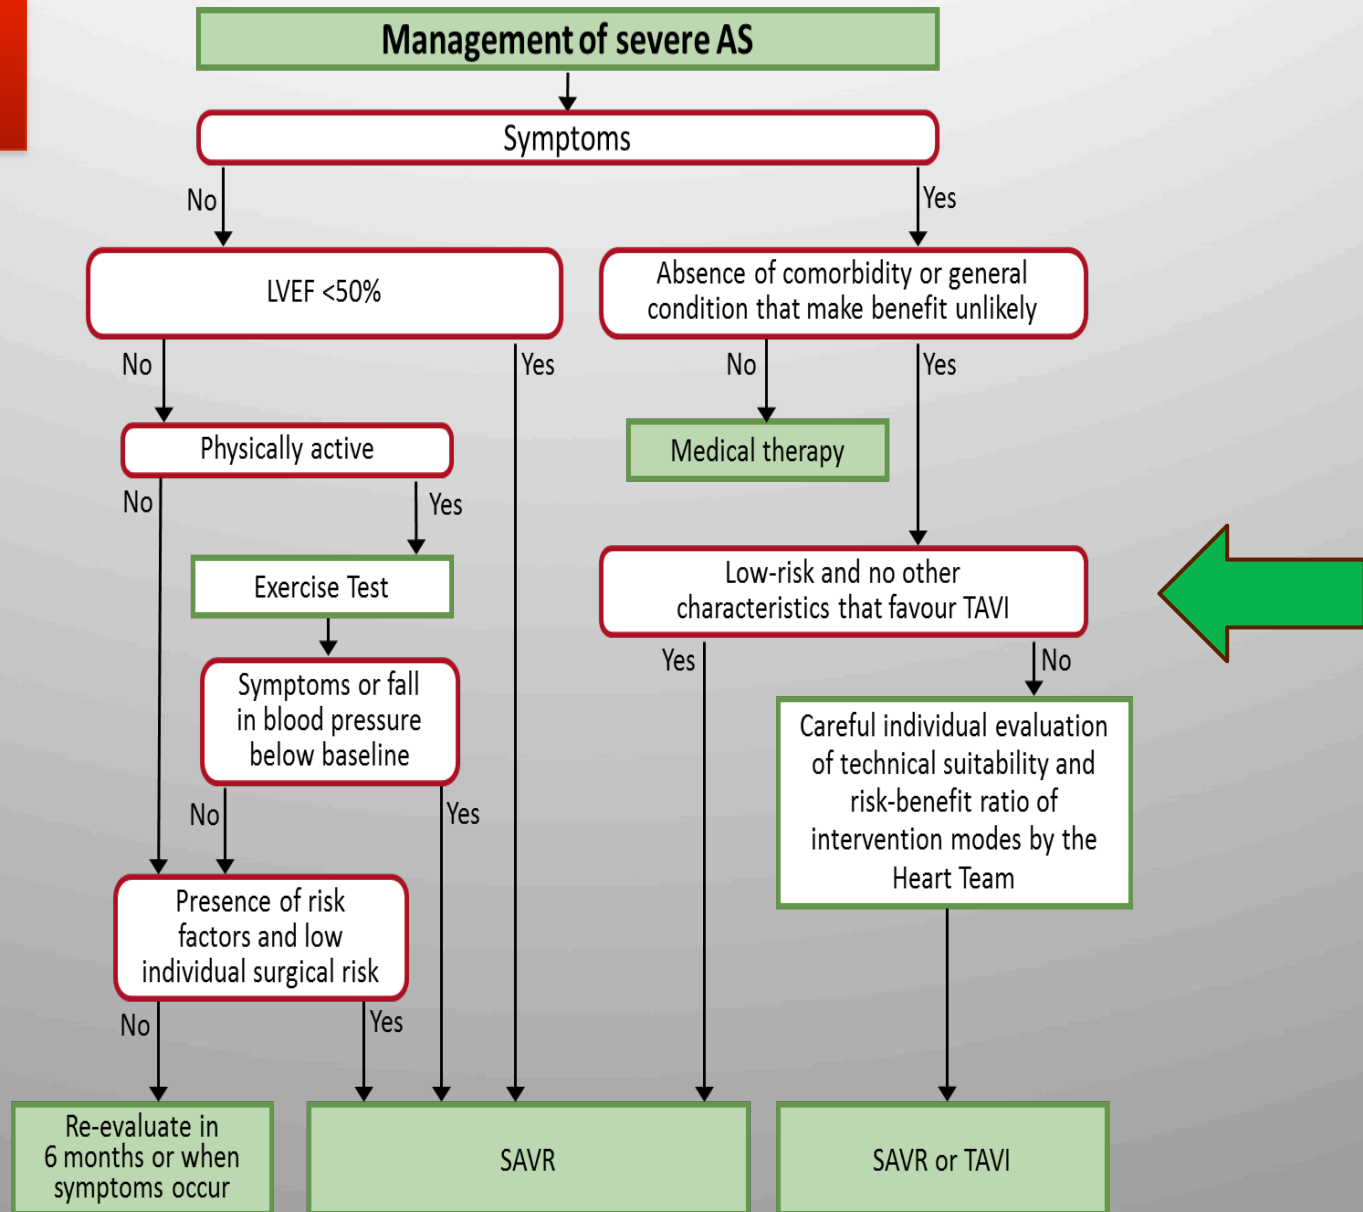 Management of severe AS
Symptoms
No
Yes
LVEF <50%
Absence of comorbidity or general
condition that make benefit unlikely
No
Yes
No
Yes
Physically active
Medical therapy
No
Yes
Exercise Test
Low-risk and no other
characteristics that favour TAVI
Symptoms or fall
in blood pressure
below baseline
Yes
No
Careful individual evaluation
of technical suitability and
risk-benefit ratio of
intervention modes by the
Heart Team
No
Yes
Presence of risk
factors and low
individual surgical risk
No
Yes
Re-evaluate in
6 months or when
symptoms occur
SAVR
SAVR or TAVI